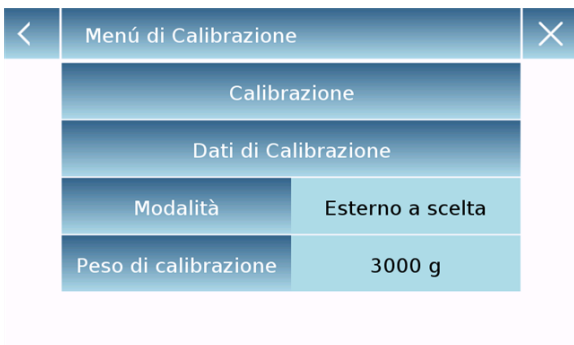 Menú di Calibrazione
Calibrazione
Dati di Calibrazione
Modalità Esterno a scelta
Peso di calibrazione 3000 g